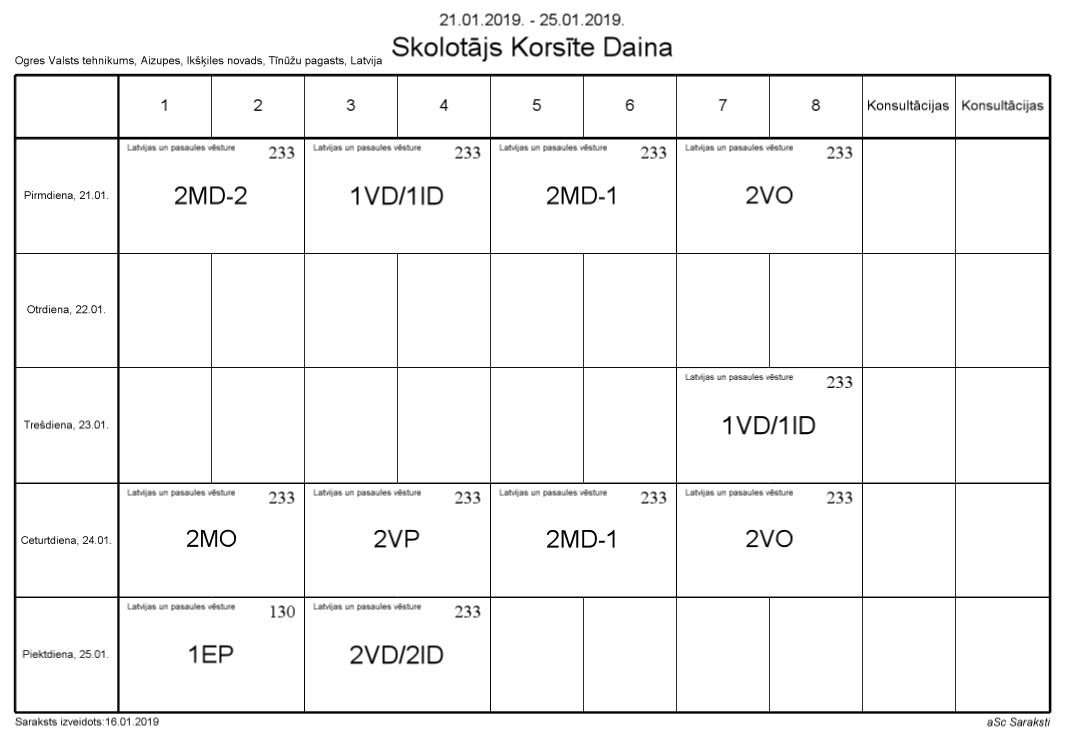 21.01.2019. - 25.01.2019.
Skolotājs Korsīte Daina
Ogres Valsts tehnikums, Aizupes, Ikšķiles novads, Tīnūžu pagasts, Latvija
1 2 3 4 5 6 7 8 Konsultācijas Konsultācijas
Latvijas un pasaules vēsture 233 Latvijas un pasaules vēsture 233 Latvijas un pasaules vēsture 233 Latvijas un pasaules vēsture 233
Pirmdiena, 21.01. 2MD-2 1VD/1ID 2MD-1 2VO
Otrdiena, 22.01.
Latvijas un pasaules vēsture 233
Trešdiena, 23.01. 1VD/1ID
Latvijas un pasaules vēsture 233 Latvijas un pasaules vēsture 233 Latvijas un pasaules vēsture 233 Latvijas un pasaules vēsture 233
Ceturtdiena, 24.01. 2MO 2VP 2MD-1 2VO
Latvijas un pasaules vēsture 130 Latvijas un pasaules vēsture 233
Piektdiena, 25.01. 1EP 2VD/2ID
Saraksts izveidots:16.01.2019 aSc Saraksti